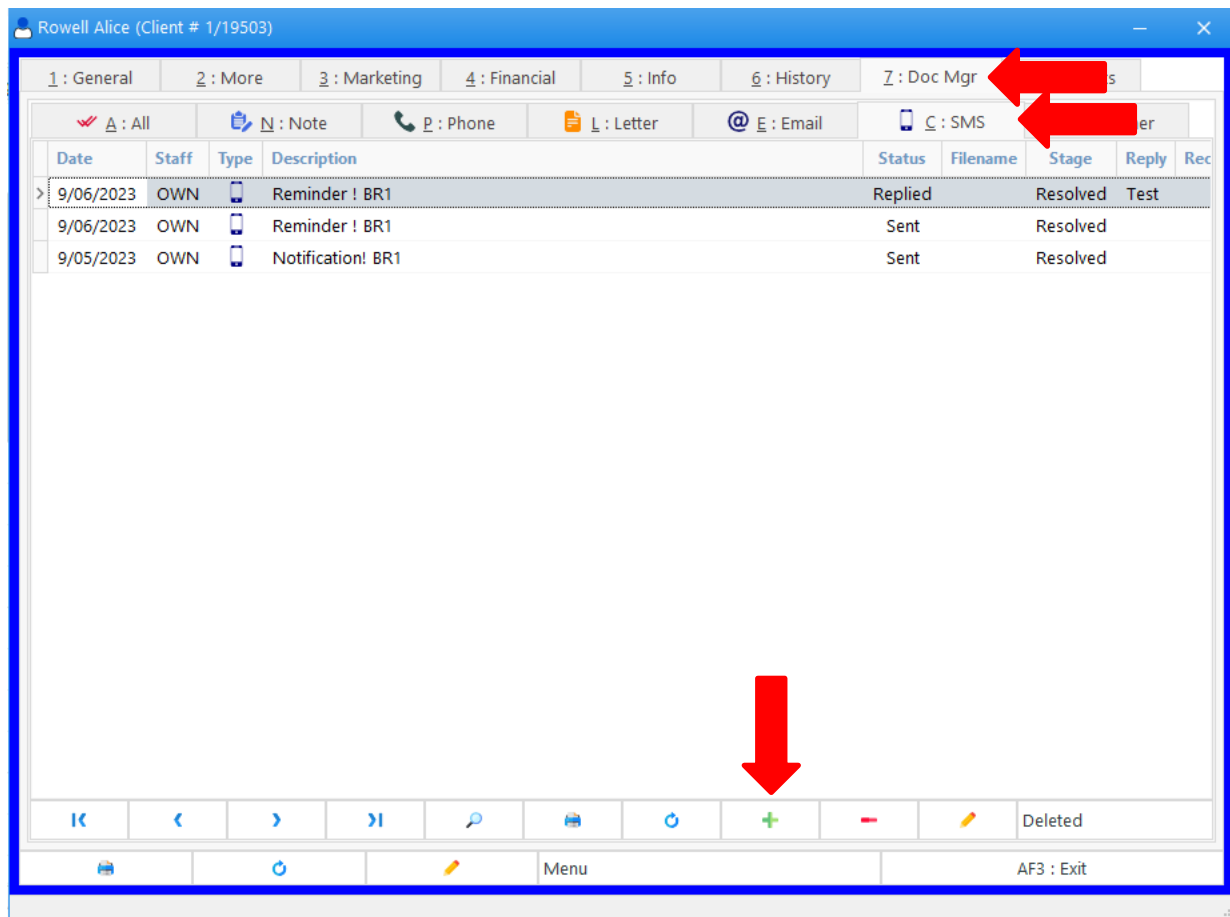 Rowell Alice (Client # 1/19503)
1 : General 2 : More 3 : Marketing 4 : Financial 5 : Info 6 : History 7 : Doc Mgr
A : All N : Note P : Phone L : Letter @ E : Email C : SMS
Date Staff Type Description Status Filename Stage Reply Rec
9/06/2023 OWN Reminder ! BR1 Replied Resolved Test
9/06/2023 OWN Reminder ! BR1 Sent Resolved
9/05/2023 OWN Notification! BR1 Sent Resolved
Deleted
Menu AF3 : Exit